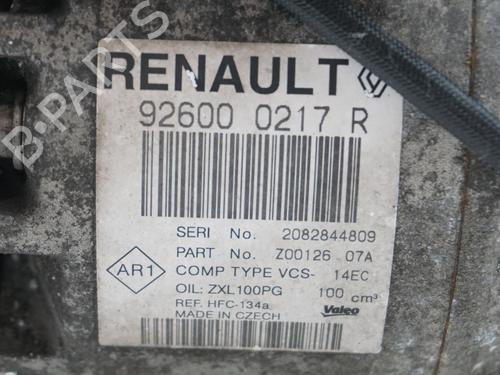 RENAULT
92600 0217 R
SERI No. 2082844809
PART No. Z00126 07A
COMP TYPE VCS- 14EC
OIL: ZXL100PG 100 cm³
REF. HFC-134a
MADE IN CZECH
Valeo
AR1